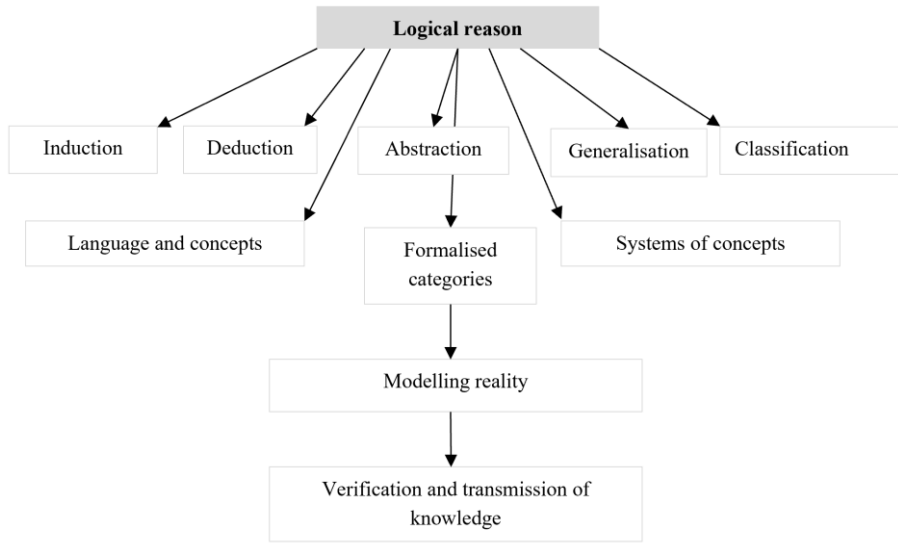 Logical reason
Induction
Deduction
Abstraction
Generalisation
Classification
Language and concepts
Formalised
categories
Systems of concepts
Modelling reality
Verification and transmission of
knowledge